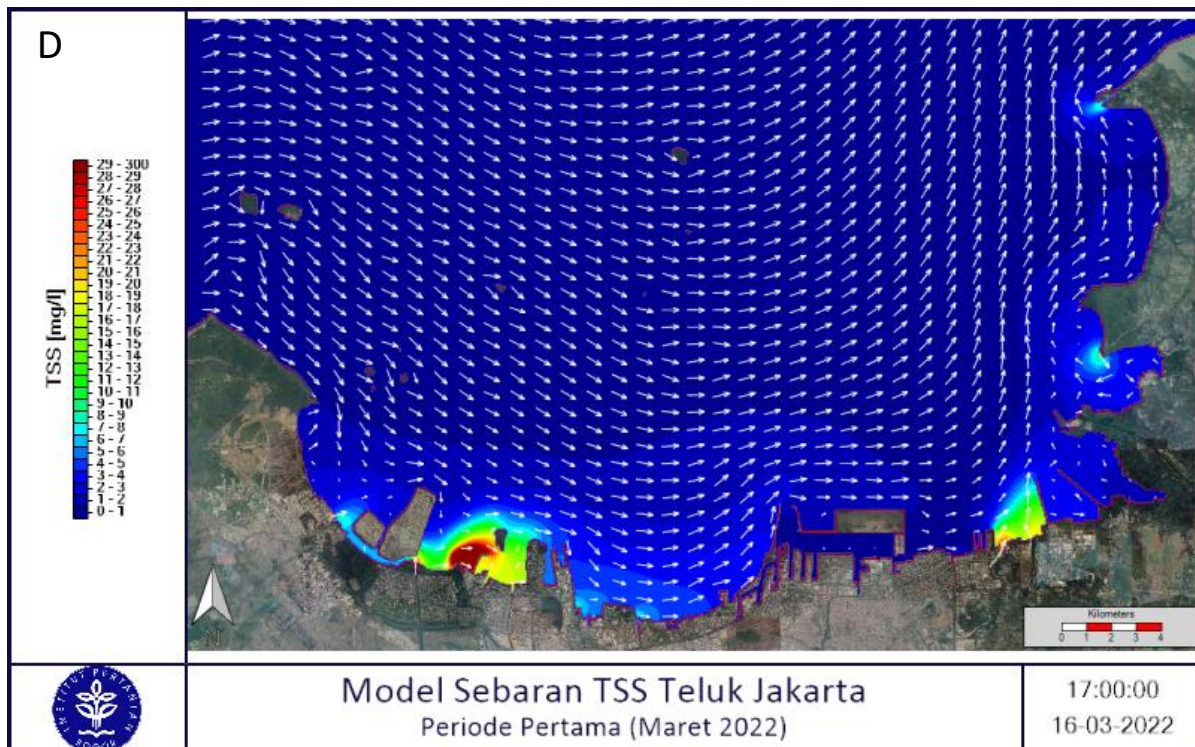 D
TSS [mg/l]
29 - 300
28 - 29
27 - 28
26 - 27
25 - 26
24 - 25
23 - 24
22 - 23
21 - 22
20 - 21
19 - 20
18 - 19
17 - 18
16 - 17
15 - 16
14 - 15
13 - 14
12 - 13
11 - 12
10 - 11
9 - 10
8 - 9
7 - 8
6 - 7
5 - 6
4 - 5
3 - 4
2 - 3
1 - 2
0 - 1
N
Kilometers
0 1 2 3 4
INSTITUT PERTANIAN
BOGOR
Model Sebaran TSS Teluk Jakarta
Periode Pertama (Maret 2022)
17:00:00
16-03-2022